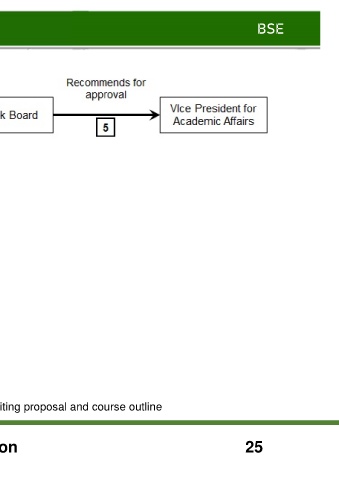 BSE
Recommends for
approval
k Board
5
Vice President for
Academic Affairs
iting proposal and course outline
on 25